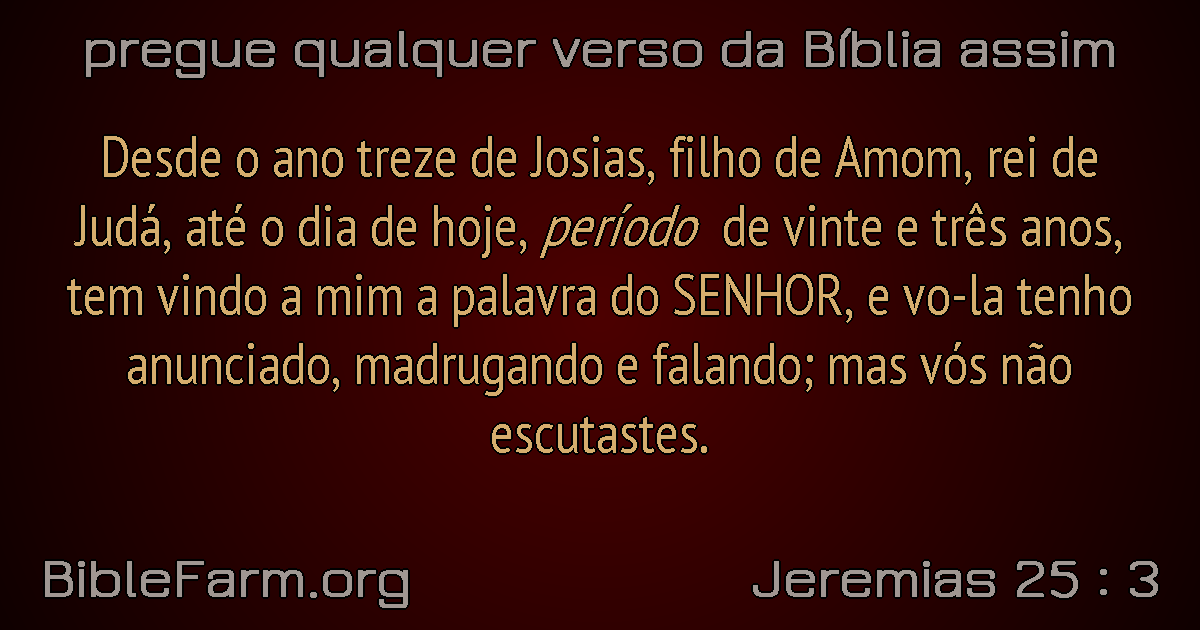 pregue qualquer verso da Bíblia assim
Desde o ano treze de Josias, filho de Amom, rei de
Judá, até o dia de hoje, período de vinte e três anos,
tem vindo a mim a palavra do SENHOR, e vo-la tenho
anunciado, madrugando e falando; mas vós não
escutastes.
BibleFarm.org
Jeremias 25 : 3